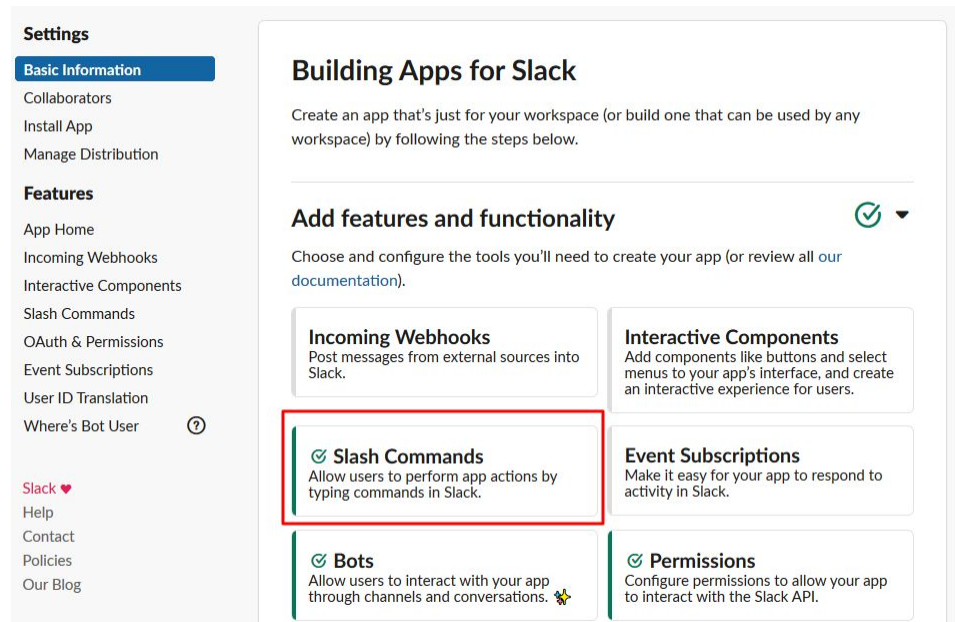 Settings
Basic Information
Collaborators
Install App
Manage Distribution
Features
App Home
Incoming Webhooks
Interactive Components
Slash Commands
OAuth & Permissions
Event Subscriptions
User ID Translation
Where's Bot User
?
Slack ♥
Help
Contact
Policies
Our Blog
Building Apps for Slack
Create an app that's just for your workspace (or build one that can be used by any
workspace) by following the steps below.
Add features and functionality
Choose and configure the tools you'll need to create your app (or review all our
documentation).
Incoming Webhooks
Post messages from external sources into
Slack.
Interactive Components
Add components like buttons and select
menus to your app's interface, and create
an interactive experience for users.
Slash Commands
Allow users to perform app actions by
typing commands in Slack.
Event Subscriptions
Make it easy for your app to respond to
activity in Slack.
Bots
Allow users to interact with your app
through channels and conversations. ✨
Permissions
Configure permissions to allow your app
to interact with the Slack API.